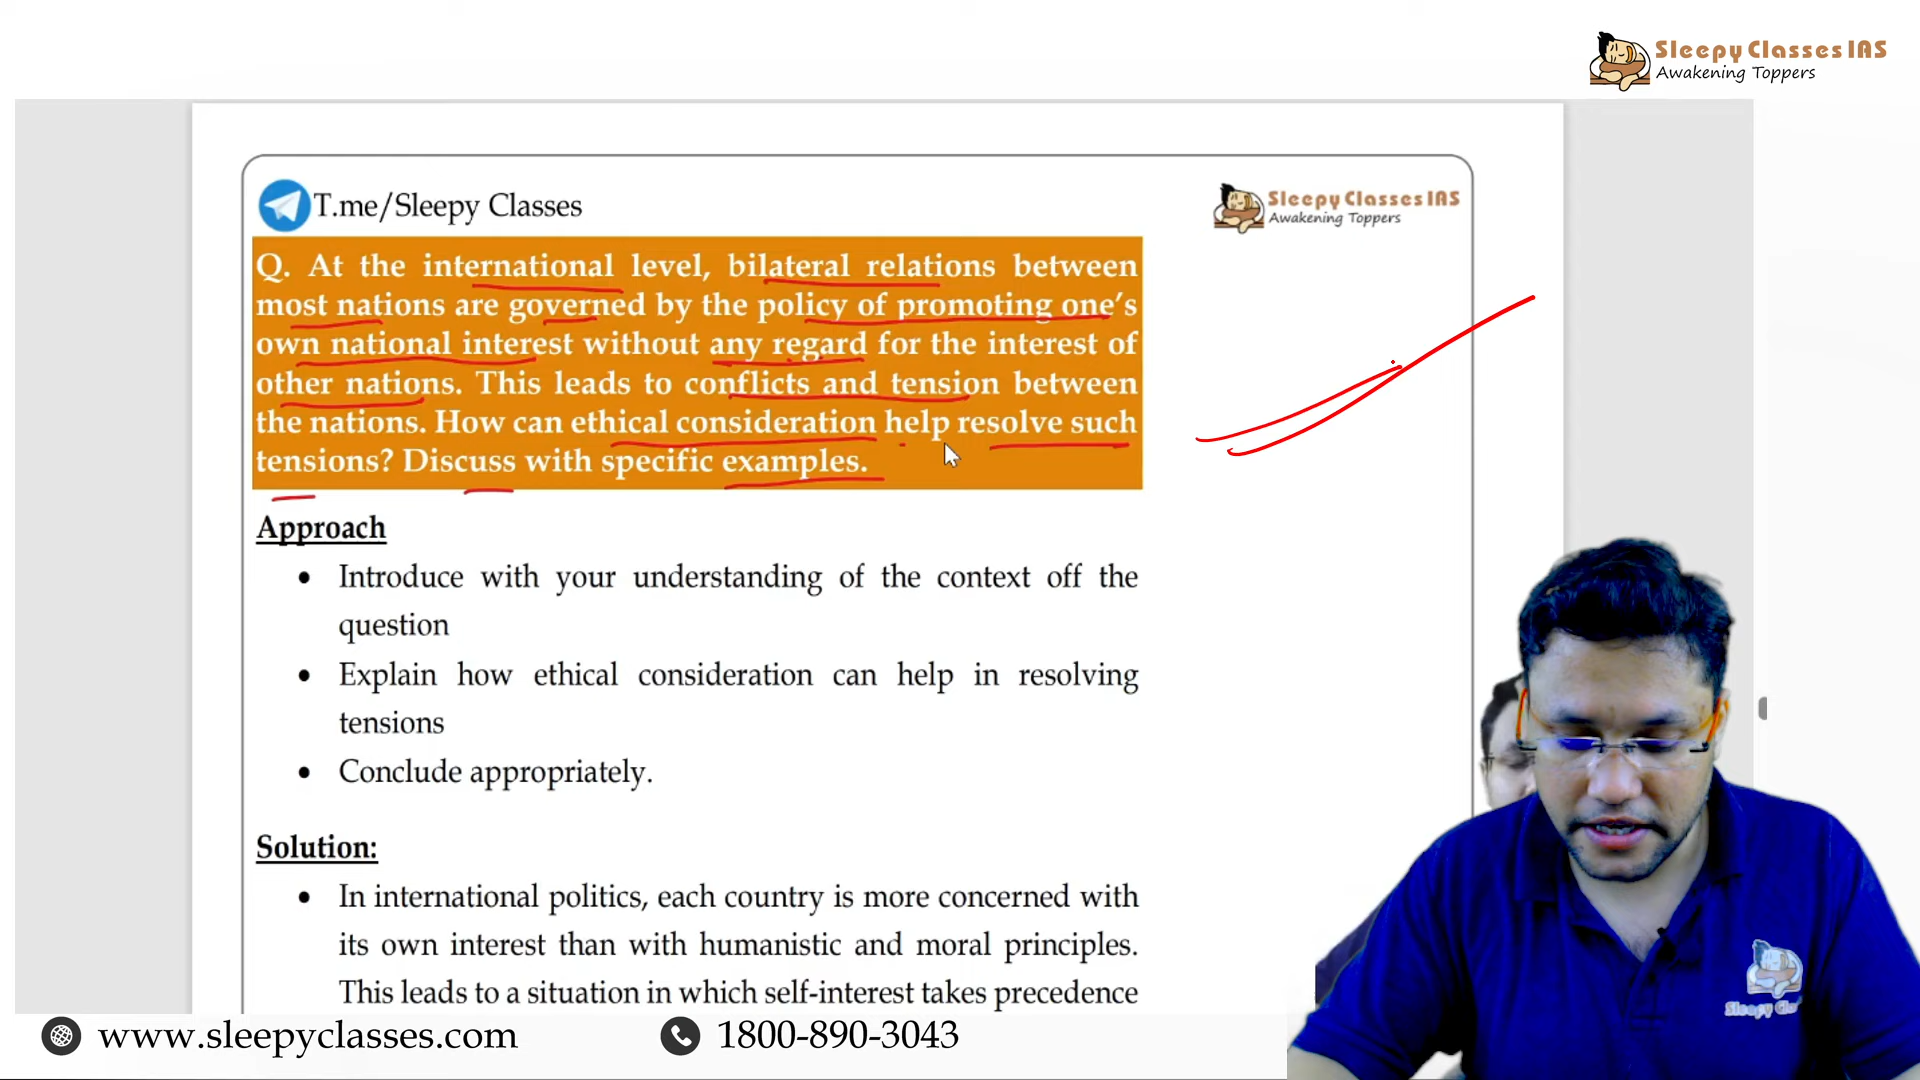 Sleepy Classes IAS
Awakening Toppers
T.me/Sleepy Classes
Sleepy Classes IAS
Awakening Toppers
Q. At the international level, bilateral relations between
most nations are governed by the policy of promoting one's
own national interest without any regard for the interest of
other nations. This leads to conflicts and tension between
the nations. How can ethical consideration help resolve such
tensions? Discuss with specific examples.
Approach
• Introduce with your understanding of the context off the
question
• Explain how ethical consideration can help in resolving
tensions
• Conclude appropriately.
Solution:
• In international politics, each country is more concerned with
its own interest than with humanistic and moral principles.
This leads to a situation in which self-interest takes precedence
www.sleepyclasses.com
1800-890-3043